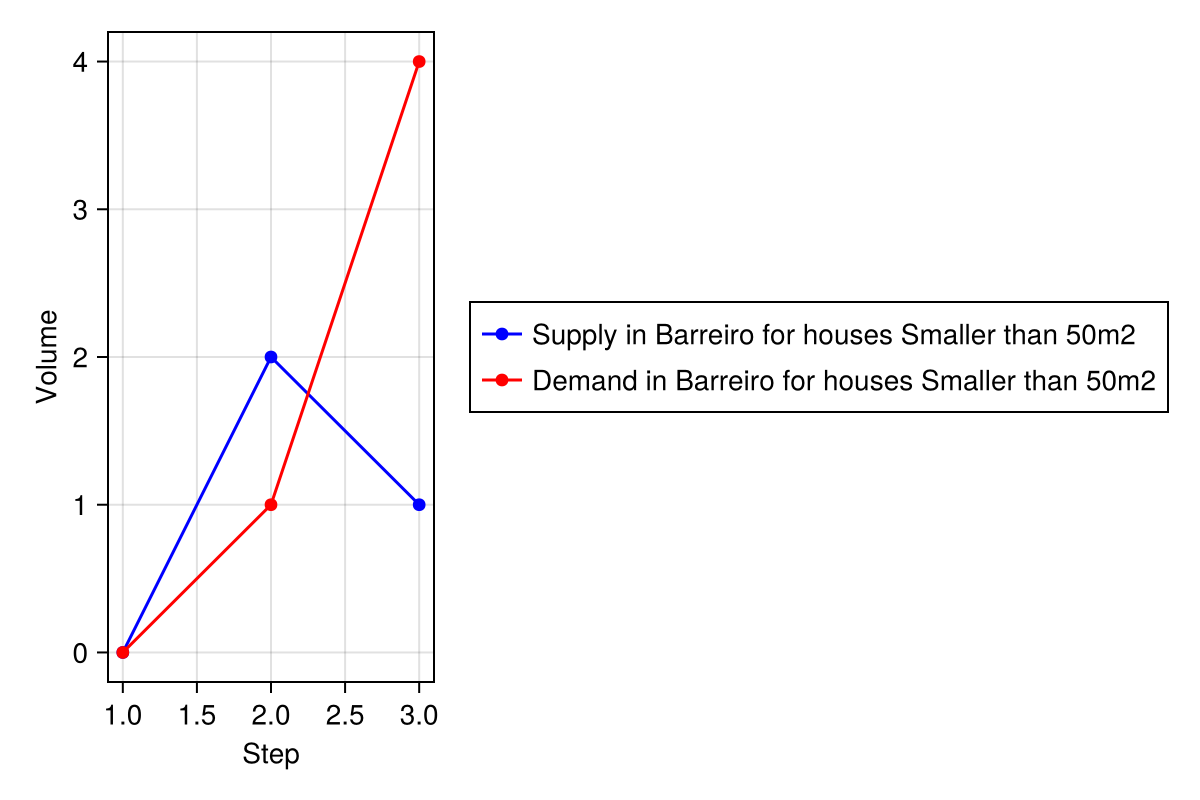 4
3
2
1
0
Volume
1.0 1.5 2.0 2.5 3.0
Step
Supply in Barreiro for houses Smaller than 50m2
Demand in Barreiro for houses Smaller than 50m2